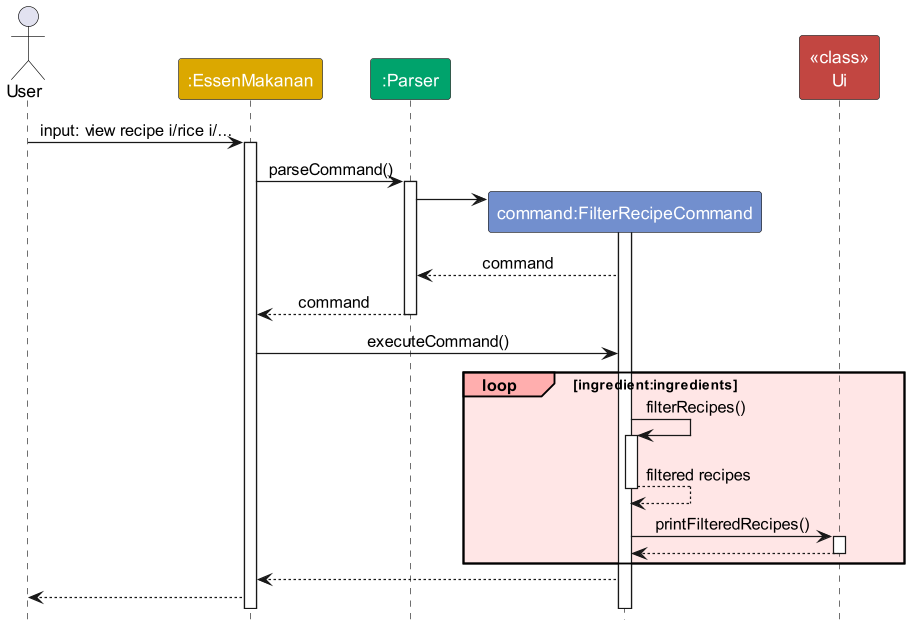 User
:EssenMakanan
:Parser
«class»
Ui
input: view recipe i/rice i/...
parseCommand()
command:FilterRecipeCommand
command
command
executeCommand()
loop
[ingredient:ingredients]
filterRecipes()
filtered recipes
printFilteredRecipes()